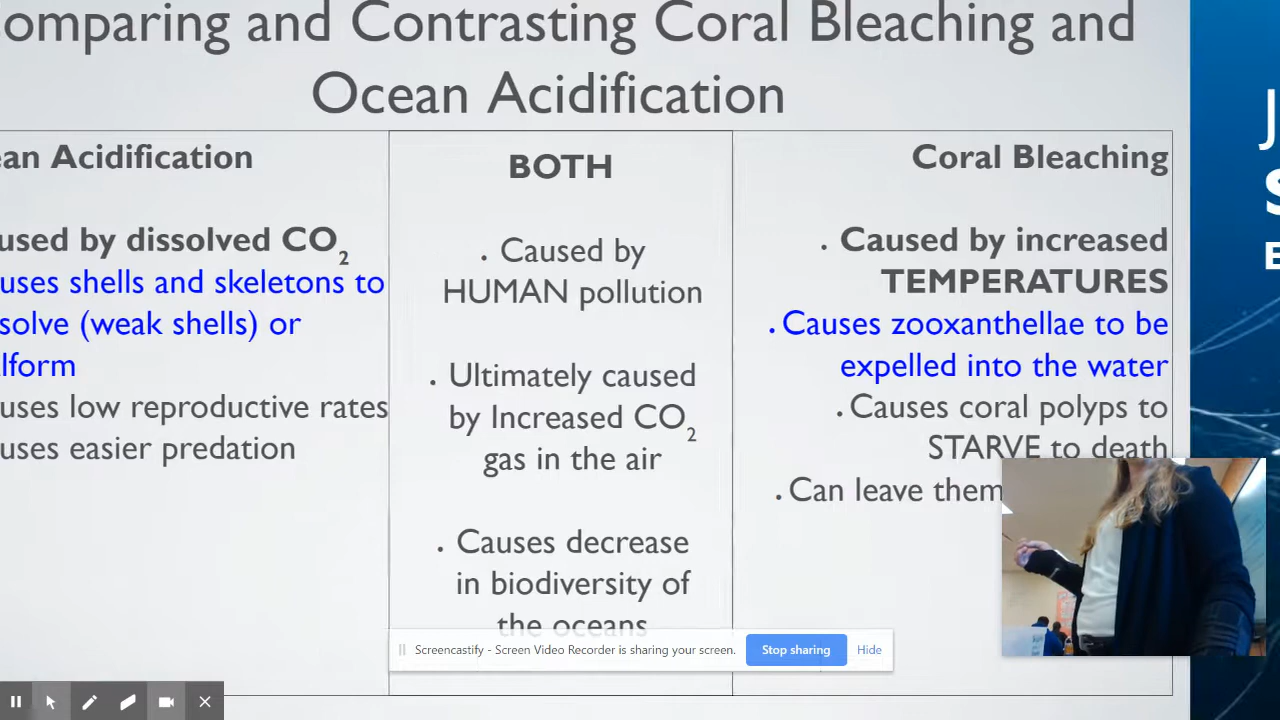 omparing and Contrasting Coral Bleaching and
Ocean Acidification
ean Acidification
used by dissolved CO2
uses shells and skeletons to
solve (weak shells) or
lform
uses low reproductive rates
uses easier predation
BOTH
. Caused by
HUMAN pollution
. Ultimately caused
by Increased CO2
gas in the air
. Causes decrease
in biodiversity of
the oceans
Coral Bleaching
. Caused by increased
TEMPERATURES
. Causes zooxanthellae to be
expelled into the water
. Causes coral polyps to
STARVE to death
. Can leave them
Screencastify - Screen Video Recorder is sharing your screen.
Stop sharing
Hide
J
S